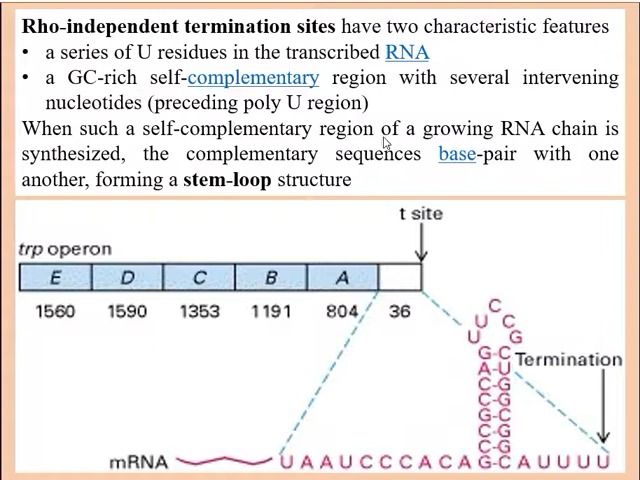 Rho-independent termination sites have two characteristic features
• a series of U residues in the transcribed RNA
• a GC-rich self-complementary region with several intervening
nucleotides (preceding poly U region)
When such a self-complementary region of a growing RNA chain is
synthesized, the complementary sequences base-pair with one
another, forming a stem-loop structure
t site
trp operon
E D C B A
1560 1590 1353 1191 804 36
C
U C
U G
G-C
A-U
C-G
C-G
G-C
C-G
C-G
Termination
mRNA U A A U C C C A C A G-C A U U U U